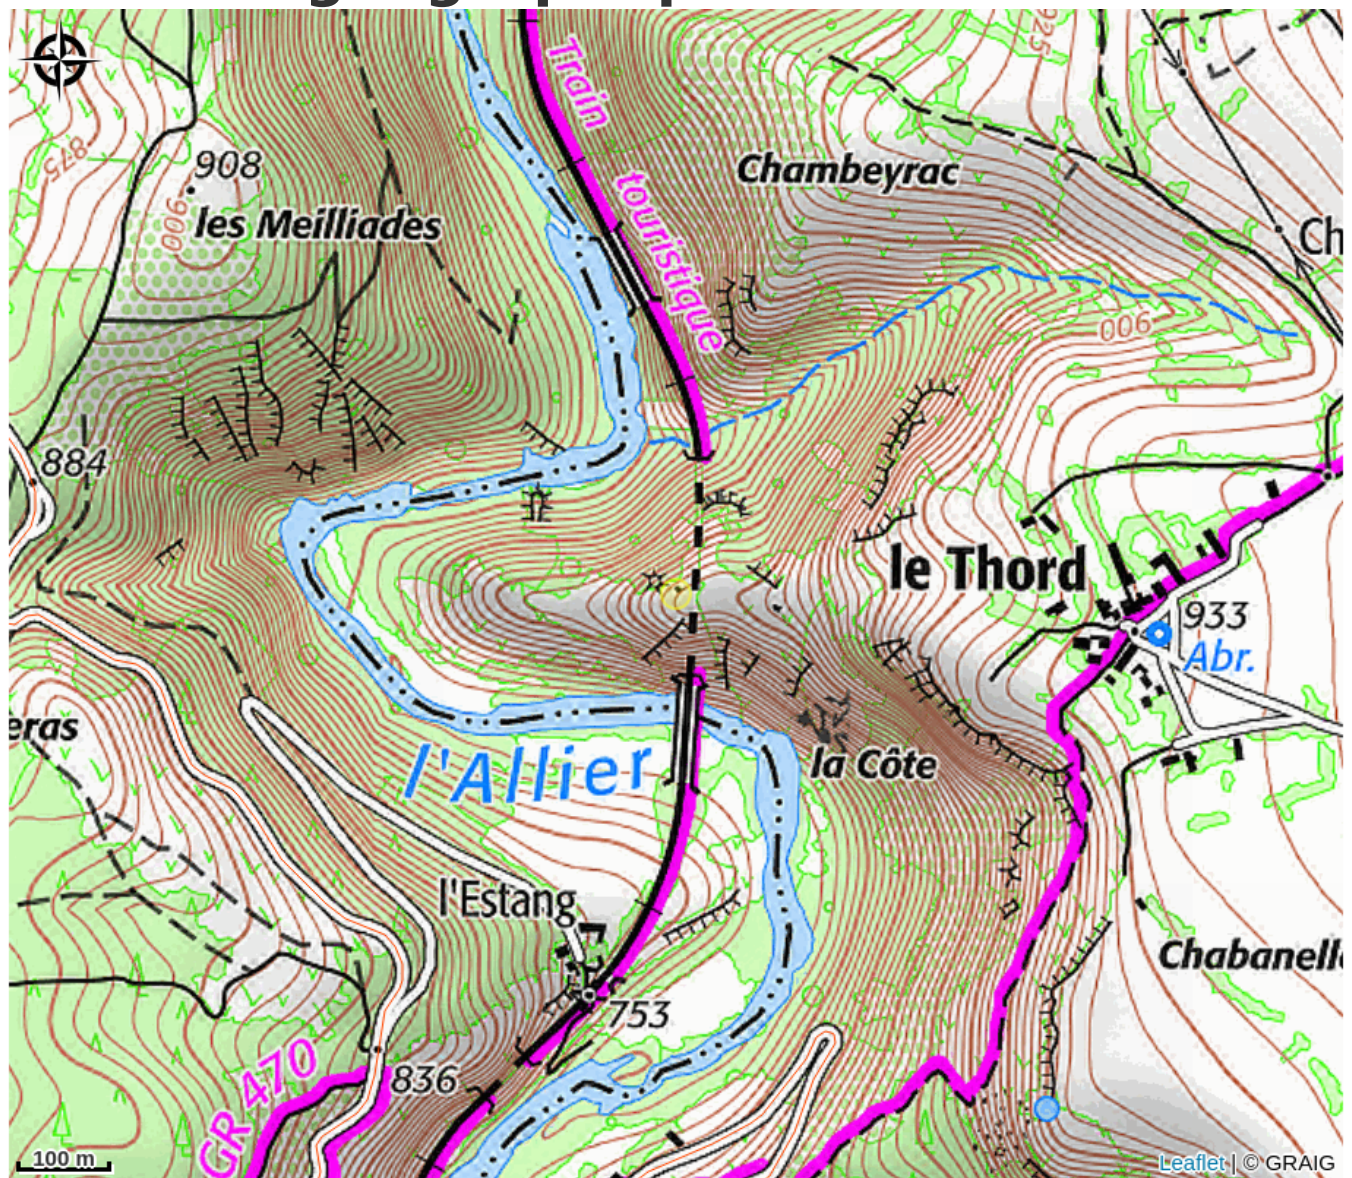 925
Train
875
908
Chambeyrac
les Meilliades
touristique
900
Ch
900
884
le Thord
933
Abr.
eras
l'Allier
la Côte
l'Estang
Chabanell
753
836
GR 470
100 m
Leaflet | © GRAIG